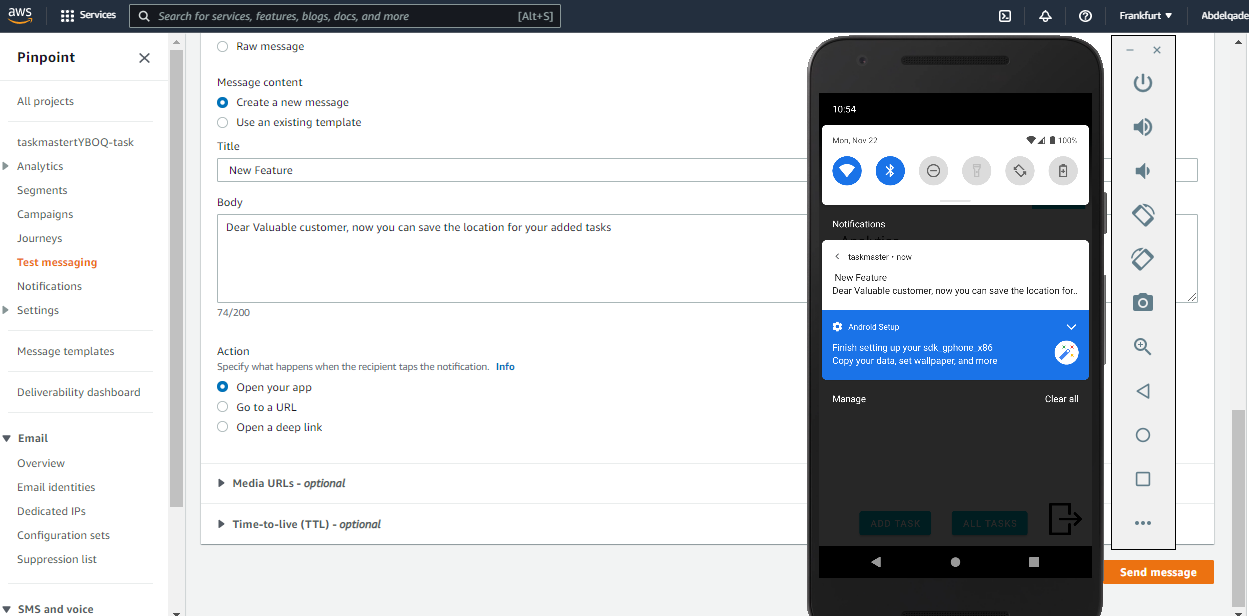 aws
Services
Search for services, features, blogs, docs, and more
[Alt+S]
Frankfurt ▼
Abdelqade
Pinpoint
All projects
taskmastertYBOQ-task
Analytics
Segments
Campaigns
Journeys
Test messaging
Notifications
Settings
Message templates
Deliverability dashboard
Email
Overview
Email identities
Dedicated IPs
Configuration sets
Suppression list
SMS and voice
Raw message
Message content
Create a new message
Use an existing template
Title
New Feature
Body
Dear Valuable customer, now you can save the location for your added tasks
74/200
Action
Specify what happens when the recipient taps the notification. Info
Open your app
Go to a URL
Open a deep link
Media URLs - optional
Time-to-live (TTL) - optional
Send message
10:54
Mon, Nov 22
100%
Notifications
taskmaster • now
New Feature
Dear Valuable customer, now you can save the location for..
Android Setup
Finish setting up your sdk_gphone_x86
Copy your data, set wallpaper, and more
Manage
Clear all
ADD TASK
ALL TASKS